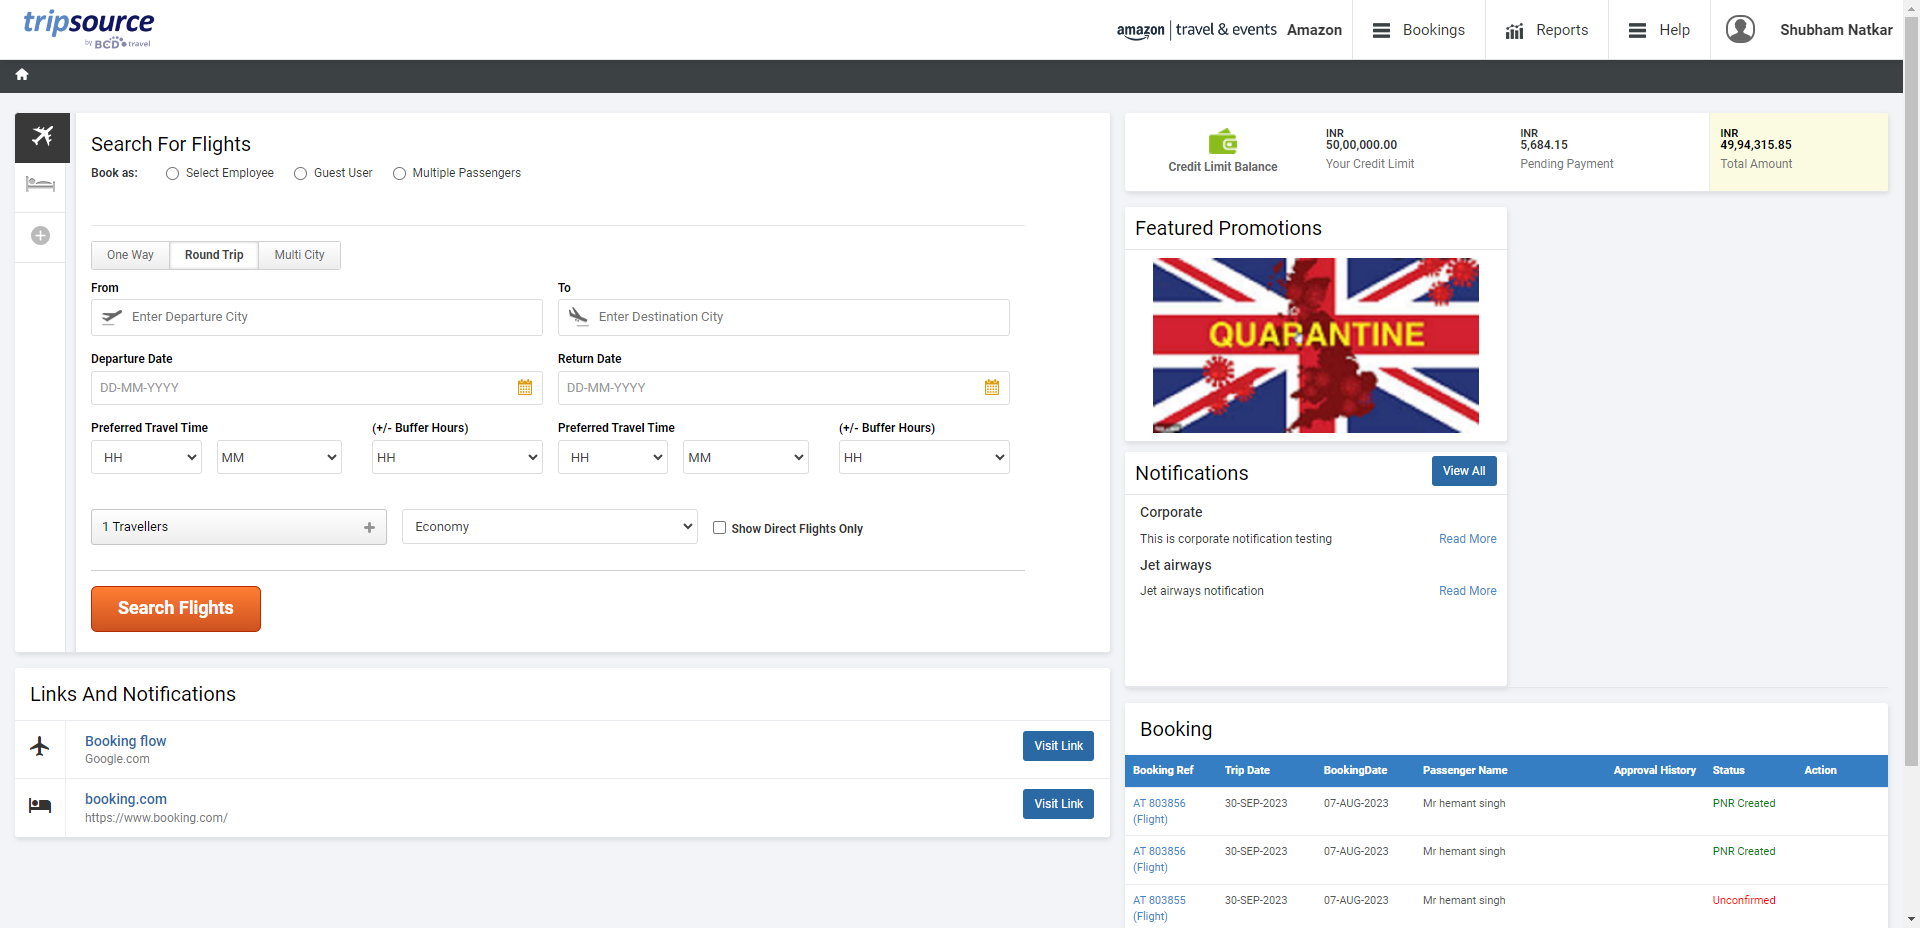 tripsource
by BCD travel
amazon | travel & events Amazon
Bookings
Reports
Help
Shubham Natkar
Search For Flights
Book as:
Select Employee
Guest User
Multiple Passengers
One Way
Round Trip
Multi City
From
To
Enter Departure City
Enter Destination City
Departure Date
Return Date
DD-MM-YYYY
DD-MM-YYYY
Preferred Travel Time
(+/- Buffer Hours)
Preferred Travel Time
(+/- Buffer Hours)
HH
MM
HH
HH
MM
HH
1 Travellers
Economy
Show Direct Flights Only
Search Flights
Links And Notifications
Booking flow
Google.com
Visit Link
booking.com
https://www.booking.com/
Visit Link
Credit Limit Balance
INR
50,00,000.00
Your Credit Limit
INR
5,684.15
Pending Payment
INR
49,94,315.85
Total Amount
Featured Promotions
QUARANTINE
Notifications
View All
Corporate
This is corporate notification testing
Read More
Jet airways
Jet airways notification
Read More
Booking
Booking Ref Trip Date BookingDate Passenger Name Approval History Status Action
AT 803856 30-SEP-2023 07-AUG-2023 Mr hemant singh PNR Created
(Flight)
AT 803856 30-SEP-2023 07-AUG-2023 Mr hemant singh PNR Created
(Flight)
AT 803855 30-SEP-2023 07-AUG-2023 Mr hemant singh Unconfirmed
(Flight)